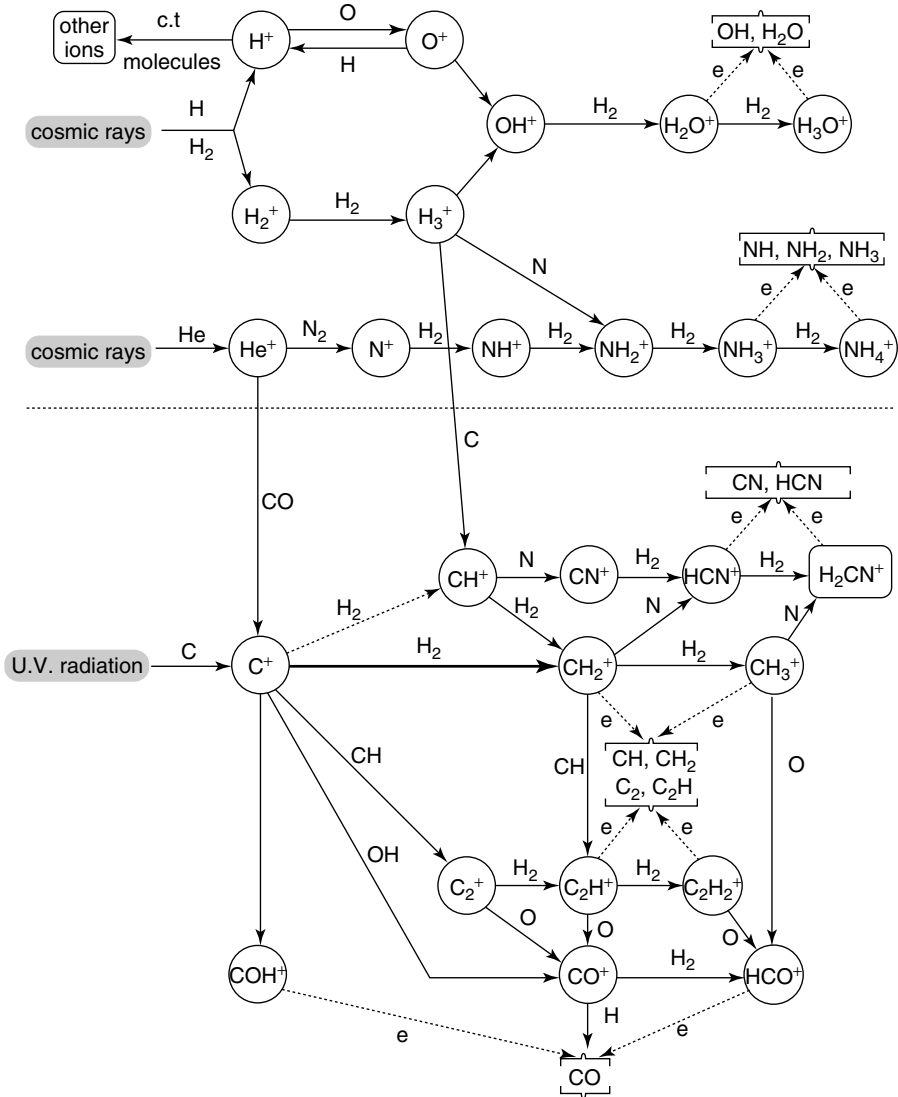 other
ions
c.t
molecules
H⁺
O
H
O⁺
OH, H₂O
e
e
cosmic rays
H
H₂
OH⁺
H₂
H₂O⁺
H₂
H₃O⁺
H₂⁺
H₂
H₃⁺
N
NH, NH₂, NH₃
e
e
cosmic rays
He
He⁺
N₂
N⁺
H₂
NH⁺
H₂
NH₂⁺
H₂
NH₃⁺
H₂
NH₄⁺
C
CO
CN, HCN
e
e
CH⁺
N
CN⁺
H₂
HCN⁺
H₂
H₂CN⁺
H₂
H₂
N
N
U.V. radiation
C
C⁺
H₂
CH₂⁺
H₂
CH₃⁺
e
e
CH
CH
CH, CH₂
C₂, C₂H
O
OH
e
e
C₂⁺
H₂
C₂H⁺
H₂
C₂H₂⁺
O
O
O
COH⁺
CO⁺
H₂
HCO⁺
e
H
e
CO